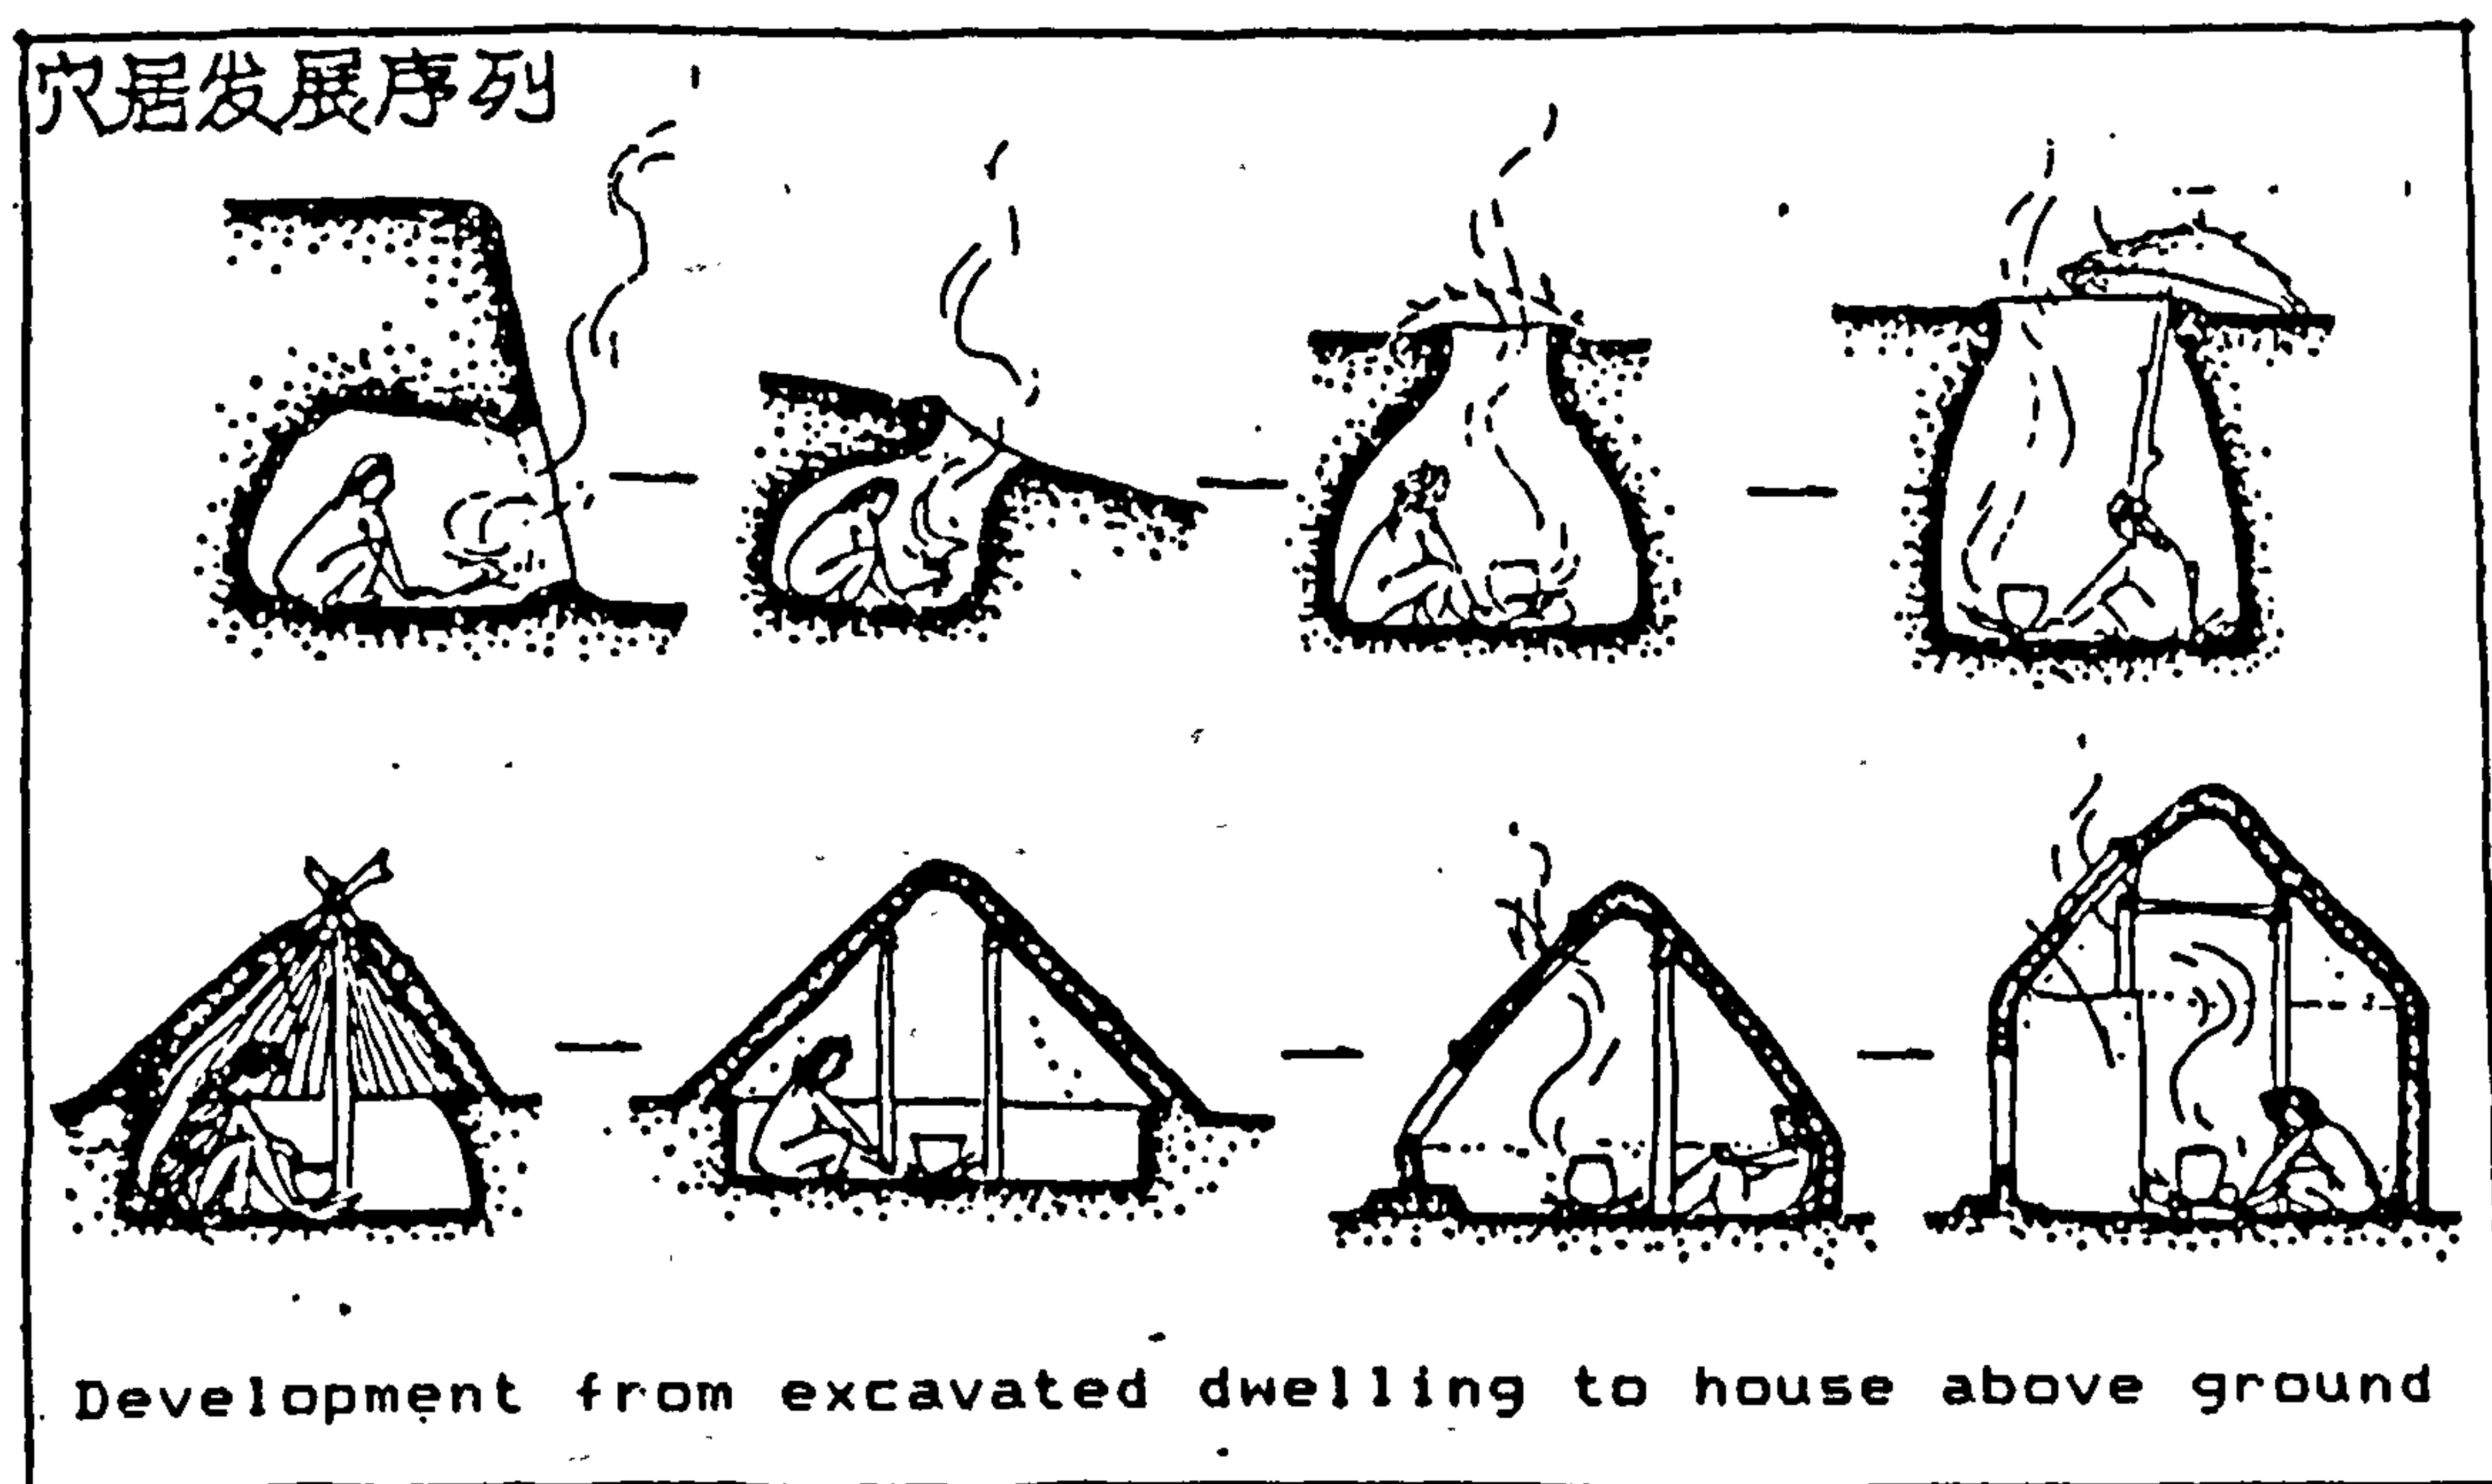 穴居发展序列
Development from excavated dwelling to house above ground